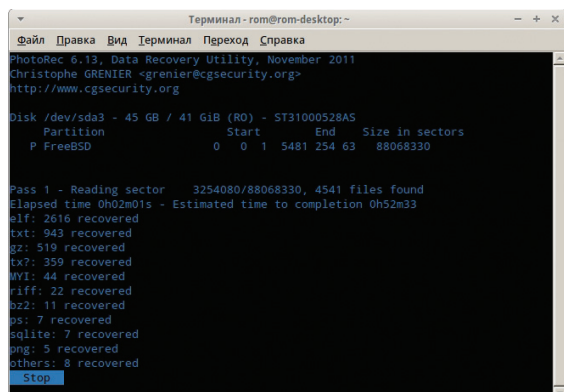 Терминал - rom@rom-desktop: ~
Файл Правка Вид Терминал Переход Справка
PhotoRec 6.13, Data Recovery Utility, November 2011
Christophe GRENIER <grenier@cgsecurity.org>
http://www.cgsecurity.org
Disk /dev/sda3 - 45 GB / 41 GiB (RO) - ST31000528AS
Partition Start End Size in sectors
P FreeBSD 0 0 1 5481 254 63 88068330
Pass 1 - Reading sector 3254080/88068330, 4541 files found
Elapsed time 0h02m01s - Estimated time to completion 0h52m33
elf: 2616 recovered
txt: 943 recovered
gz: 519 recovered
tx?: 359 recovered
MYI: 44 recovered
riff: 22 recovered
bz2: 11 recovered
ps: 7 recovered
sqlite: 7 recovered
png: 5 recovered
others: 8 recovered
Stop